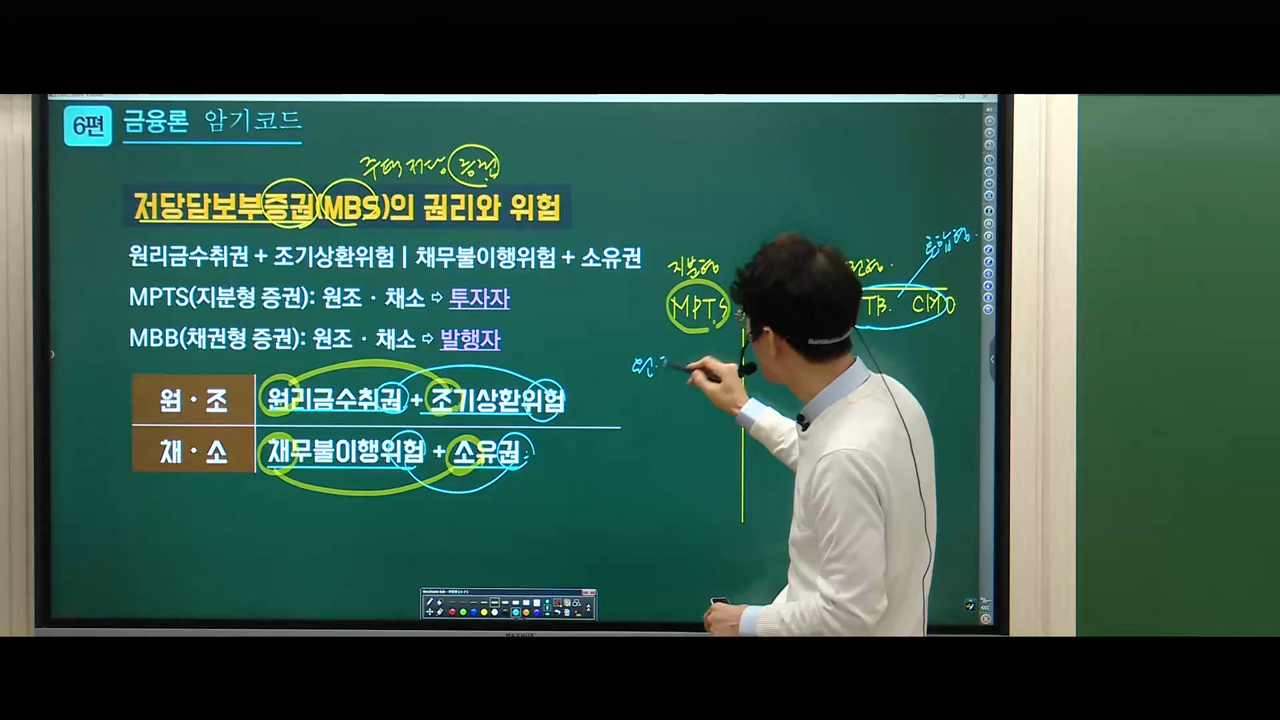 6편 금융론 암기코드
주택저당 증권
저당담보부증권(MBS)의 권리와 위험
원리금수취권 + 조기상환위험 | 채무불이행위험 + 소유권
MPTS(지분형 증권): 원조 · 채소 ⇨ 투자자
MBB(채권형 증권): 원조 · 채소 ⇨ 발행자
원 · 조 원리금수취권 + 조기상환위험
채 · 소 채무불이행위험 + 소유권
혼합형
지분형
MPTS TB. CMO
원·